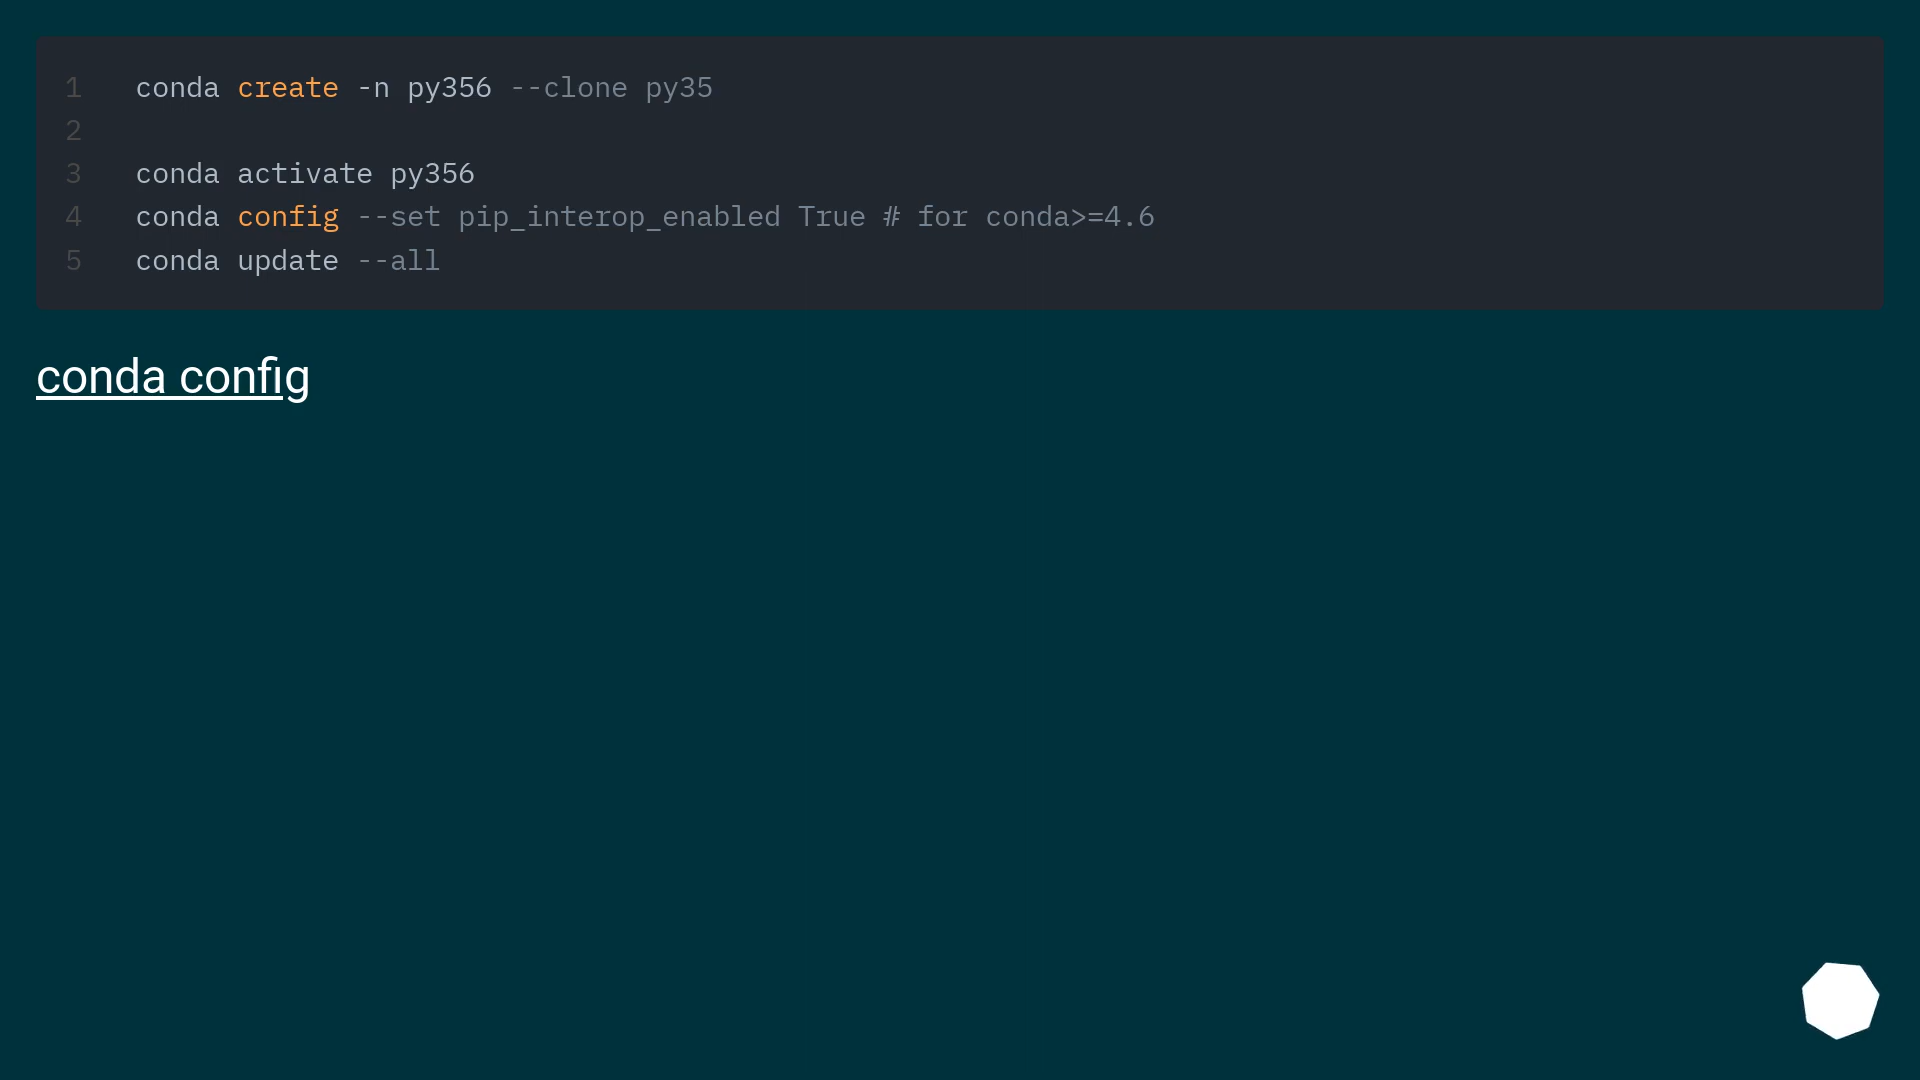 1 conda create -n py356 --clone py35
2
3 conda activate py356
4 conda config --set pip_interop_enabled True # for conda>=4.6
5 conda update --all
conda config